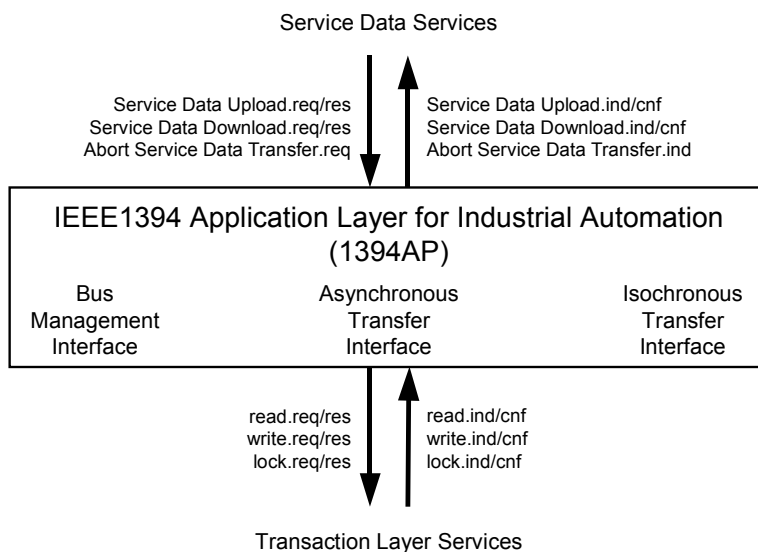 Service Data Services
Service Data Upload.req/res
Service Data Download.req/res
Abort Service Data Transfer.req
Service Data Upload.ind/cnf
Service Data Download.ind/cnf
Abort Service Data Transfer.ind
IEEE1394 Application Layer for Industrial Automation
(1394AP)
Bus
Management
Interface
Asynchronous
Transfer
Interface
Isochronous
Transfer
Interface
read.req/res
write.req/res
lock.req/res
read.ind/cnf
write.ind/cnf
lock.ind/cnf
Transaction Layer Services